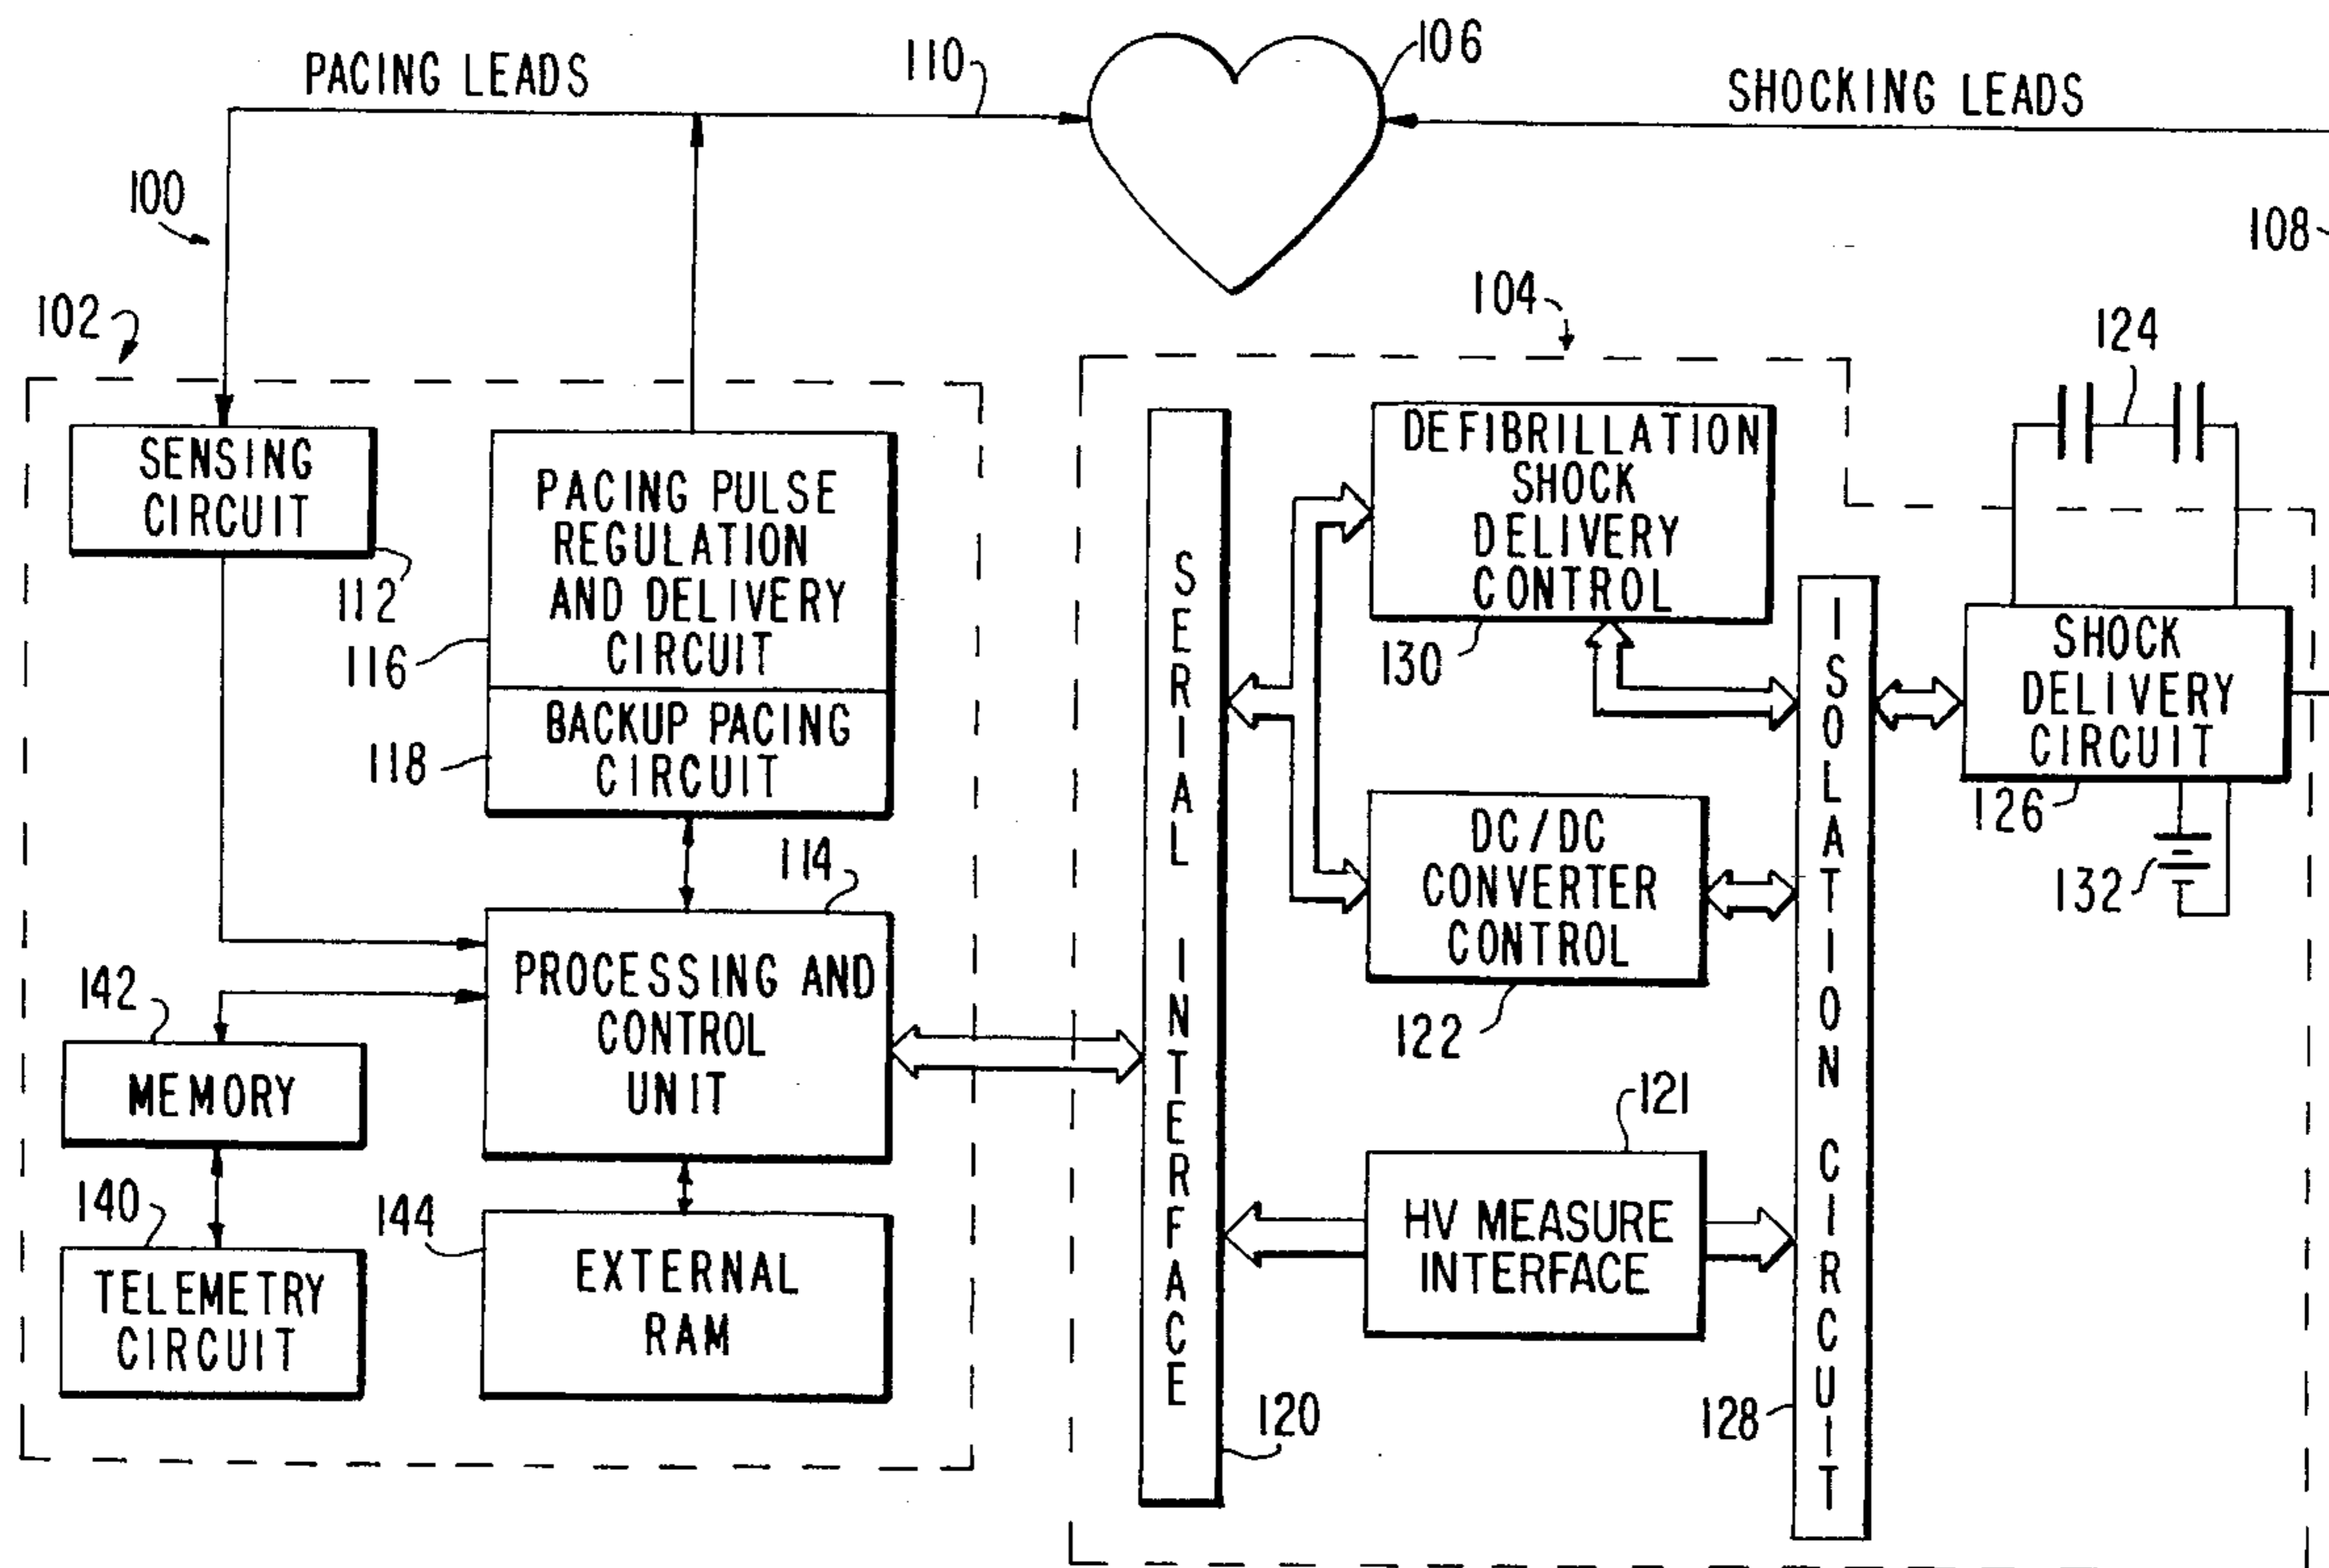 PACING LEADS
110
106
SHOCKING LEADS
100
108
102
104
124
SENSING
CIRCUIT
112
PACING PULSE
REGULATION
AND DELIVERY
CIRCUIT
116
BACKUP PACING
CIRCUIT
118
114
PROCESSING AND
CONTROL
UNIT
142
MEMORY
140
TELEMETRY
CIRCUIT
144
EXTERNAL
RAM
SERIAL INTERFACE
120
DEFIBRILLATION
SHOCK
DELIVERY
CONTROL
130
DC/DC
CONVERTER
CONTROL
122
121
HV MEASURE
INTERFACE
ISOLATION CIRCUIT
128
SHOCK
DELIVERY
CIRCUIT
126
132